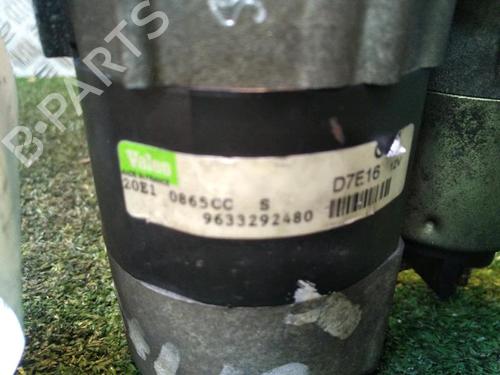 B-PARTS
Valeo
D7E16 12V
20E1 0865CC S
9633292480